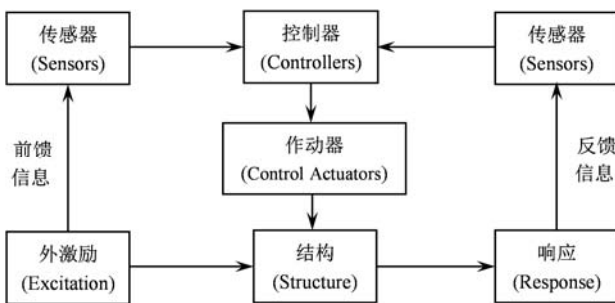 传感器
(Sensors)
控制器
(Controllers)
传感器
(Sensors)
作动器
(Control Actuators)
前馈
信息
反馈
信息
外激励
(Excitation)
结构
(Structure)
响应
(Response)